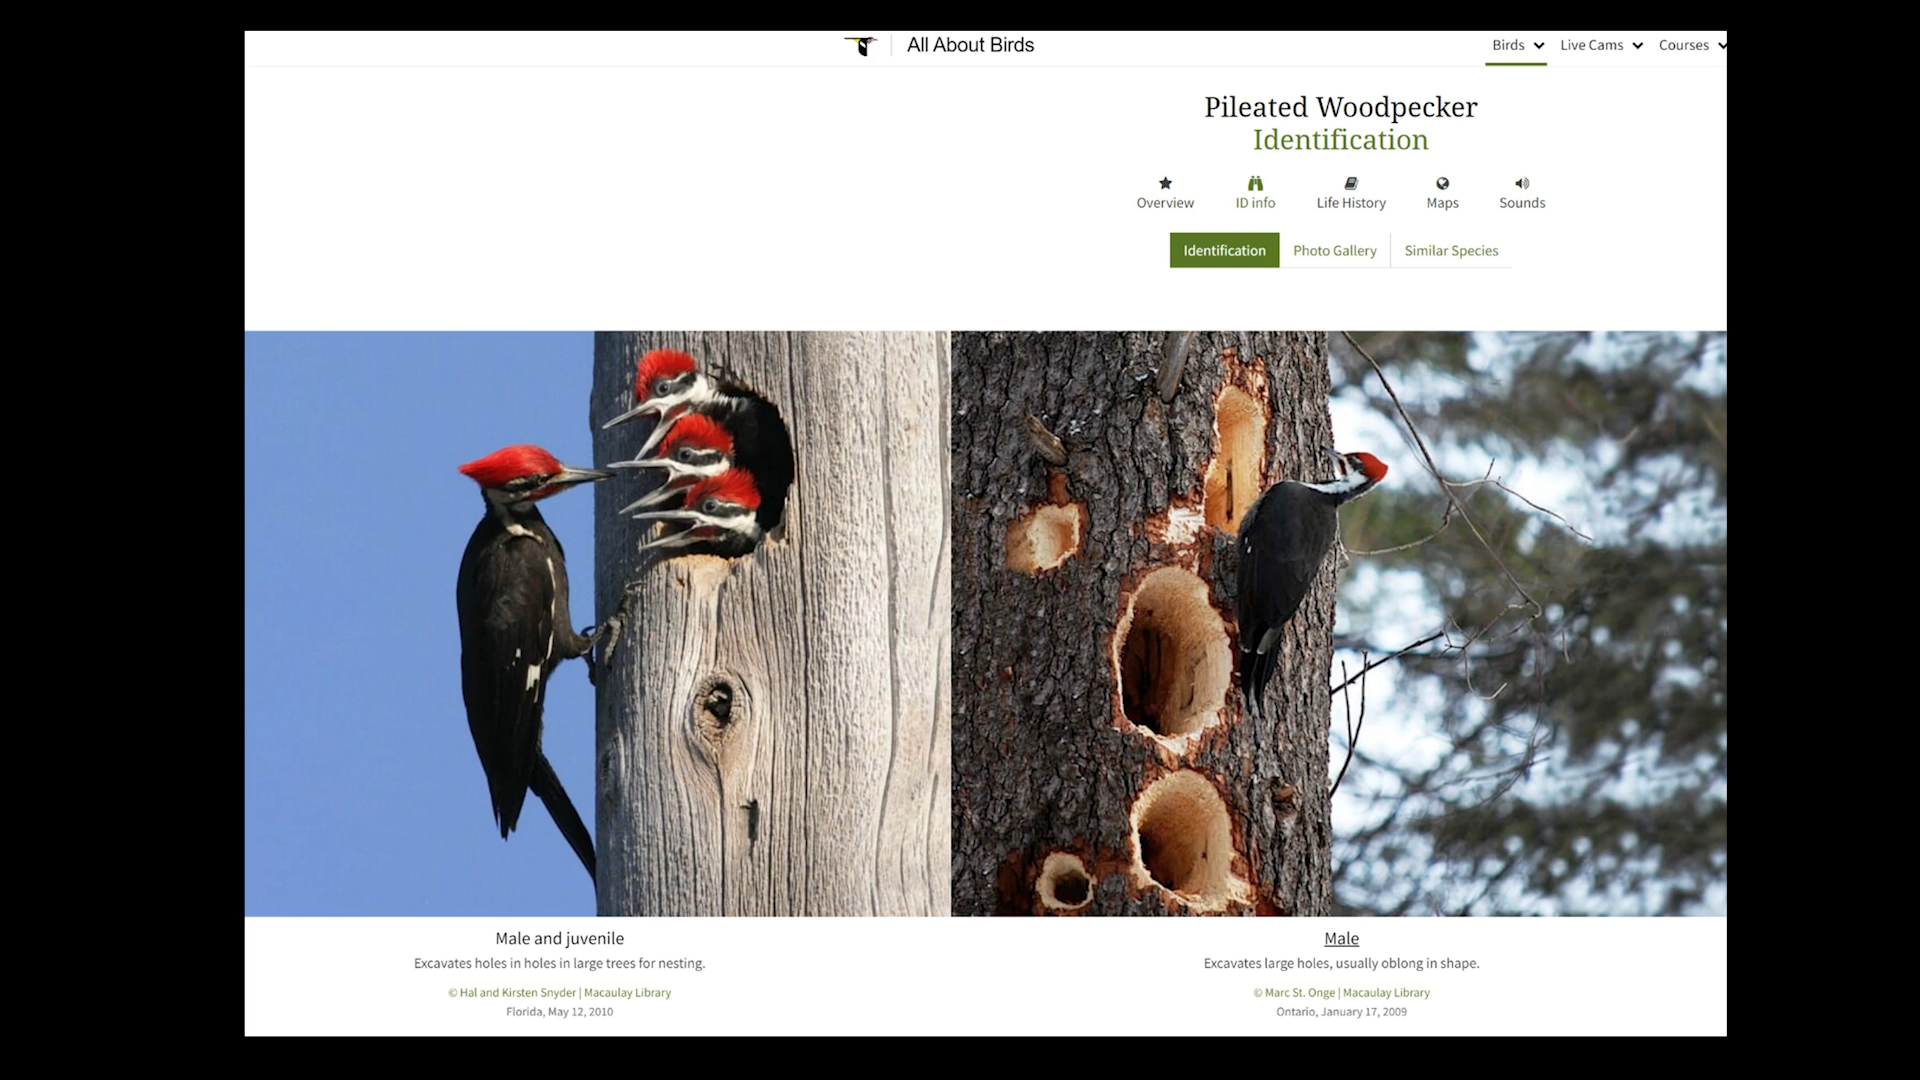 All About Birds
Birds Live Cams Courses
Pileated Woodpecker
Identification
Overview ID info Life History Maps Sounds
Identification Photo Gallery Similar Species
Male and juvenile
Excavates holes in holes in large trees for nesting.
© Hal and Kirsten Snyder | Macaulay Library
Florida, May 12, 2010
Male
Excavates large holes, usually oblong in shape.
© Marc St. Onge | Macaulay Library
Ontario, January 17, 2009